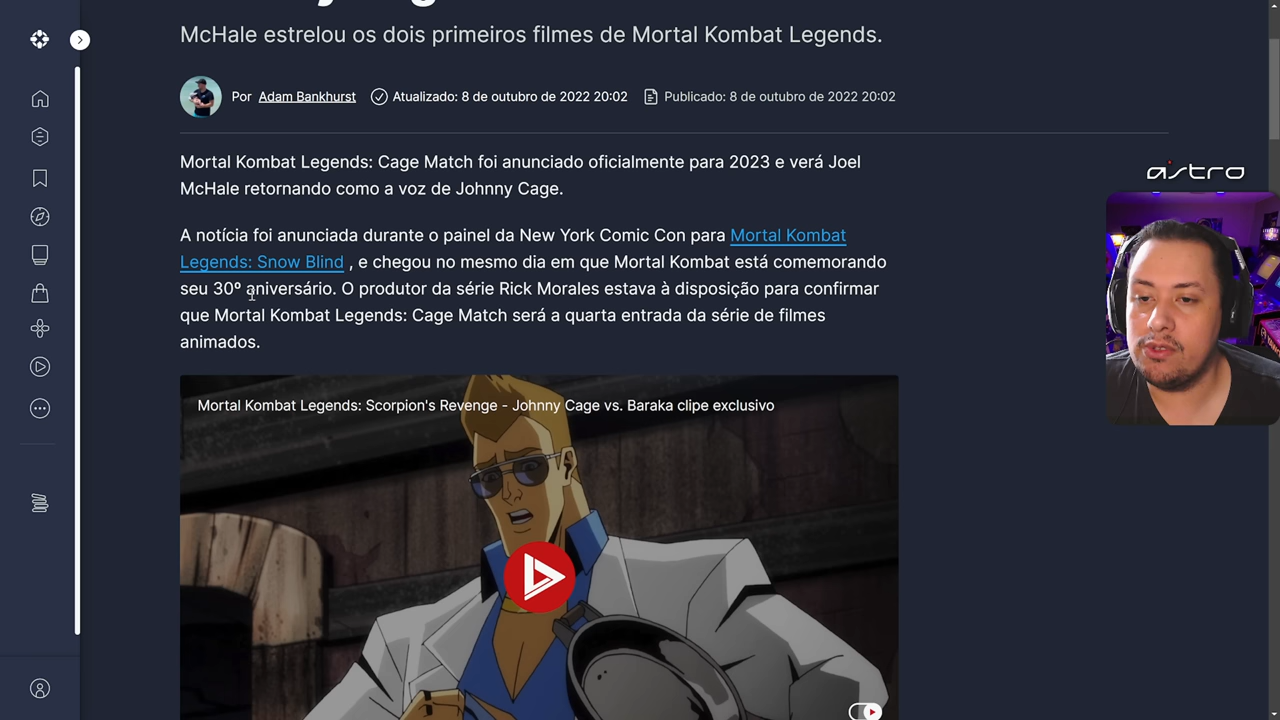 McHale estrelou os dois primeiros filmes de Mortal Kombat Legends.
Por Adam Bankhurst Atualizado: 8 de outubro de 2022 20:02 Publicado: 8 de outubro de 2022 20:02
Mortal Kombat Legends: Cage Match foi anunciado oficialmente para 2023 e verá Joel
McHale retornando como a voz de Johnny Cage.
astro
A notícia foi anunciada durante o painel da New York Comic Con para Mortal Kombat
Legends: Snow Blind , e chegou no mesmo dia em que Mortal Kombat está comemorando
seu 30º aniversário. O produtor da série Rick Morales estava à disposição para confirmar
que Mortal Kombat Legends: Cage Match será a quarta entrada da série de filmes
animados.
Mortal Kombat Legends: Scorpion's Revenge - Johnny Cage vs. Baraka clipe exclusivo